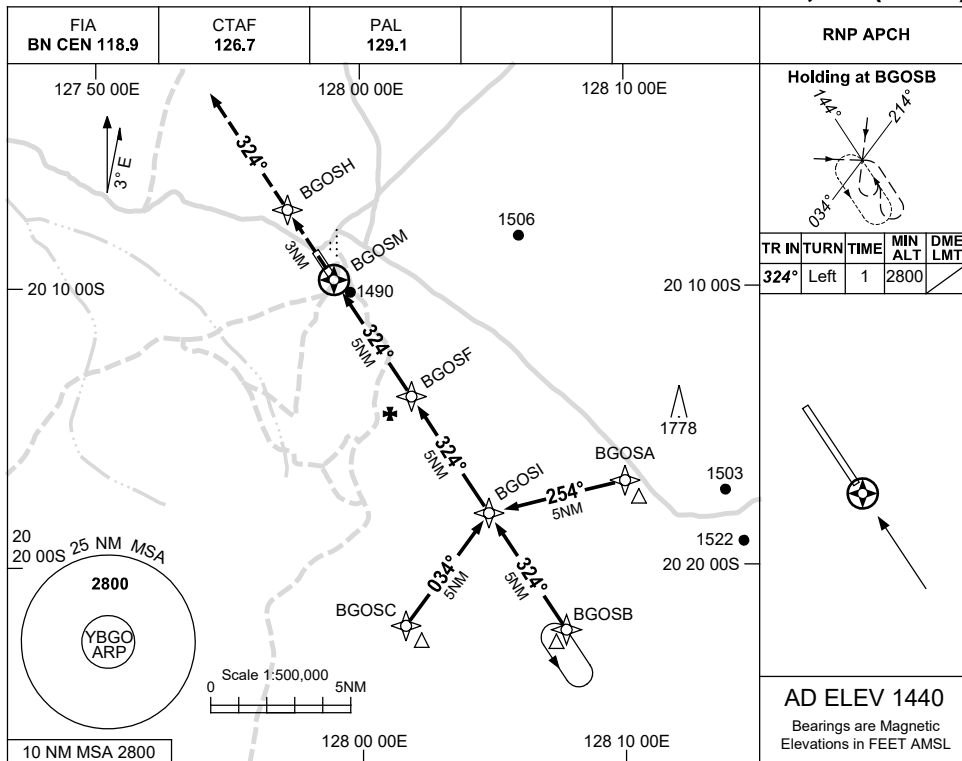 FIA
BN CEN 118.9
CTAF
126.7
PAL
129.1
RNP APCH
127 50 00E
128 00 00E
128 10 00E
Holding at BGOSB
144°
214°
034°
TR IN TURN TIME MIN ALT DME LMT
324° Left 1 2800
3° E
324°
BGOSH
3NM
BGOSM
1506
1490
20 10 00S
20 10 00S
324°
5NM
BGOSF
1778
324°
5NM
BGOSI
BGOSA
254°
5NM
1503
1522
20
20 00S
20 20 00S
25 NM MSA
2800
YBGO
ARP
034°
5NM
324°
5NM
BGOSC
BGOSB
Scale 1:500,000
0 5NM
10 NM MSA 2800
128 00 00E
128 10 00E
AD ELEV 1440
Bearings are Magnetic
Elevations in FEET AMSL